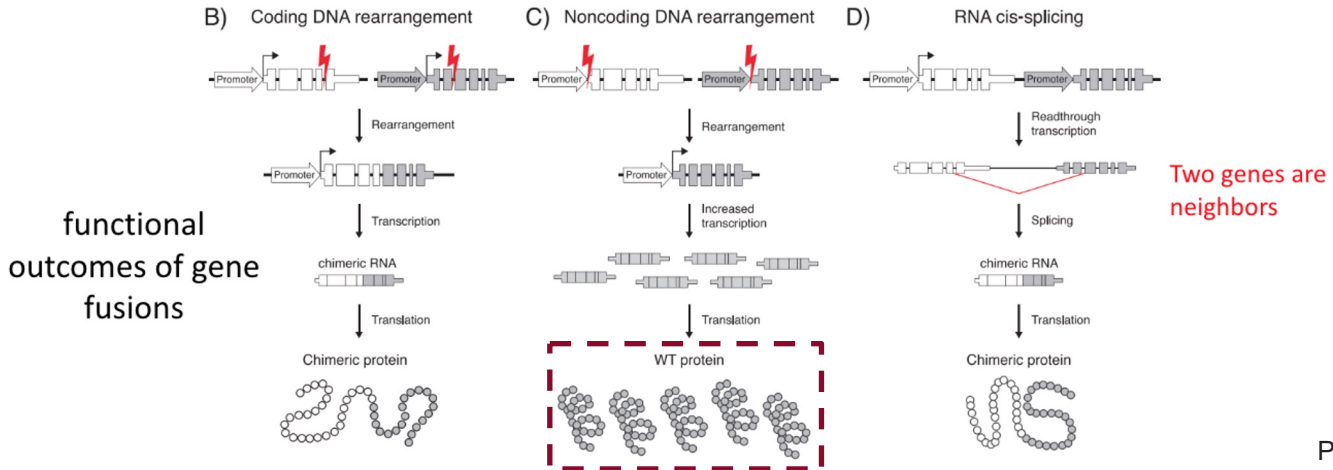 B) Coding DNA rearrangement
C) Noncoding DNA rearrangement
D) RNA cis-splicing
Promoter
Promoter
Promoter
Promoter
Promoter
Promoter
Rearrangement
Rearrangement
Readthrough
transcription
Promoter
Promoter
Two genes are
neighbors
functional
outcomes of gene
fusions
Transcription
Increased
transcription
Splicing
chimeric RNA
chimeric RNA
Translation
Translation
Translation
Chimeric protein
WT protein
Chimeric protein
P